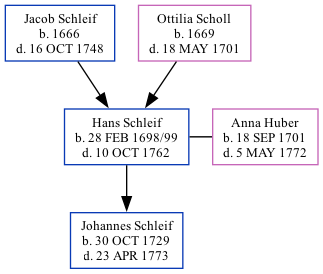 Jacob Schleif
b. 1666
d. 16 OCT 1748
Ottilia Scholl
b. 1669
d. 18 MAY 1701
Hans Schleif
b. 28 FEB 1698/99
d. 10 OCT 1762
Anna Huber
b. 18 SEP 1701
d. 5 MAY 1772
Johannes Schleif
b. 30 OCT 1729
d. 23 APR 1773